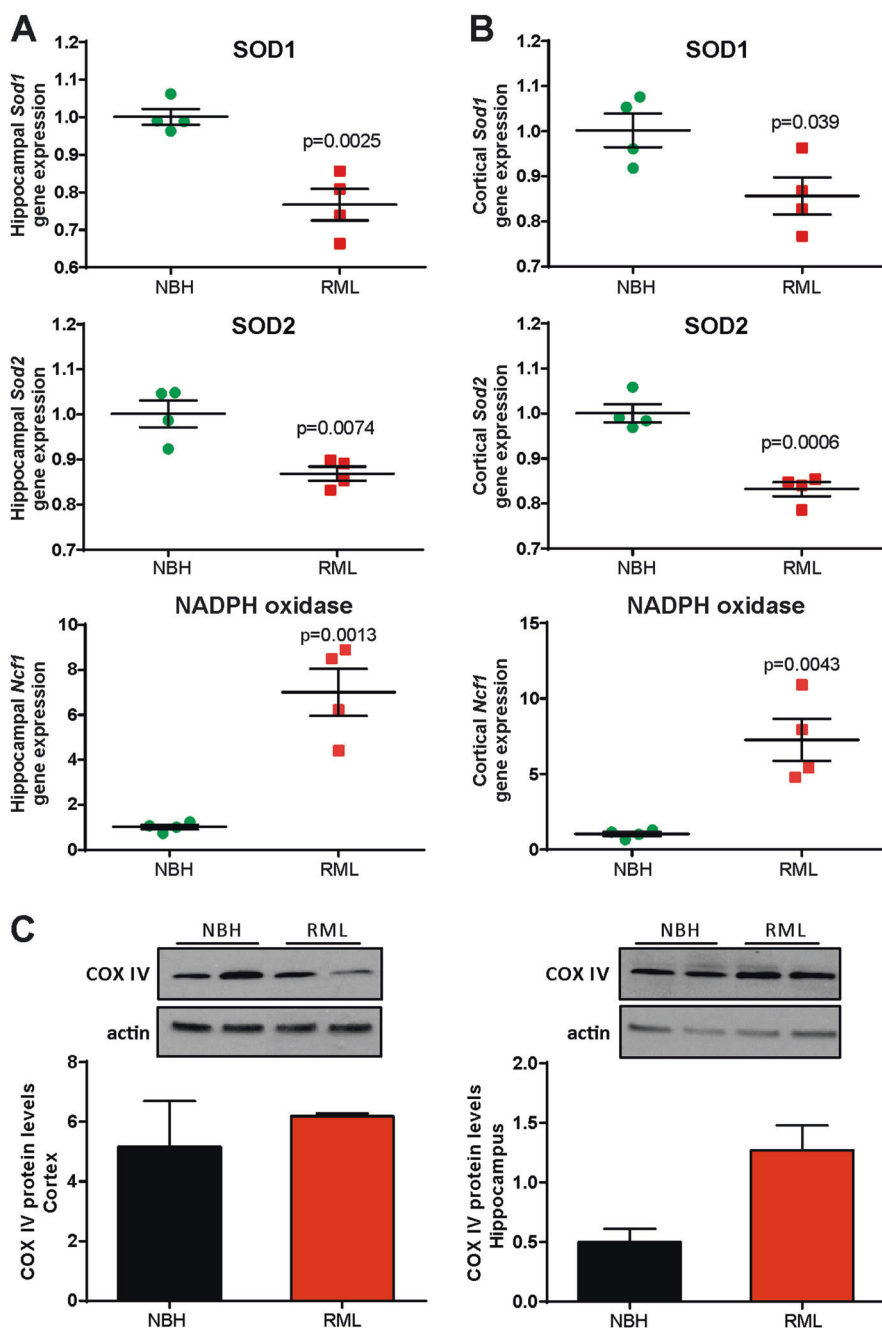 A
SOD1
Hippocampal Sod1
gene expression
1.2
1.1
1.0
0.9
0.8
0.7
0.6
p=0.0025
NBH
RML
SOD2
Hippocampal Sod2
gene expression
1.2
1.1
1.0
0.9
0.8
0.7
p=0.0074
NBH
RML
NADPH oxidase
Hippocampal Ncf1
gene expression
10
8
6
4
2
0
p=0.0013
NBH
RML
B
SOD1
Cortical Sod1
gene expression
1.2
1.1
1.0
0.9
0.8
0.7
p=0.039
NBH
RML
SOD2
Cortical Sod2
gene expression
1.2
1.1
1.0
0.9
0.8
0.7
p=0.0006
NBH
RML
NADPH oxidase
Cortical Ncf1
gene expression
15
10
5
0
p=0.0043
NBH
RML
C
NBH RML
COX IV
actin
COX IV protein levels
Cortex
8
6
4
2
0
NBH
RML
NBH RML
COX IV
actin
COX IV protein levels
Hippocampus
2.0
1.5
1.0
0.5
0.0
NBH
RML